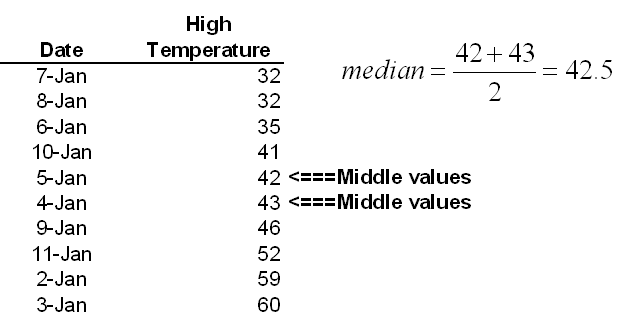 High
Date Temperature
7-Jan 32
8-Jan 32
6-Jan 35
10-Jan 41
5-Jan 42 <===Middle values
4-Jan 43 <===Middle values
9-Jan 46
11-Jan 52
2-Jan 59
3-Jan 60
median = (42 + 43) / 2 = 42.5